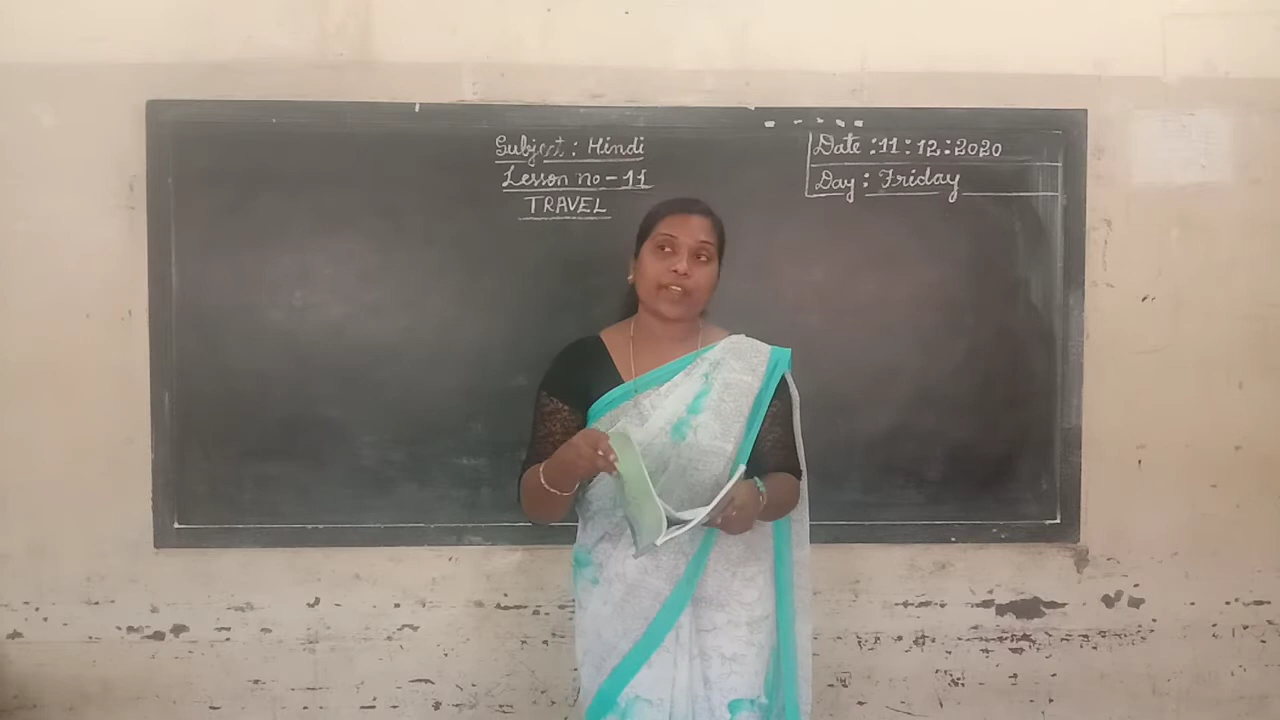 Subject : Hindi
Lesson no - 11
TRAVEL
Date : 11 : 12 : 2020
Day : Friday